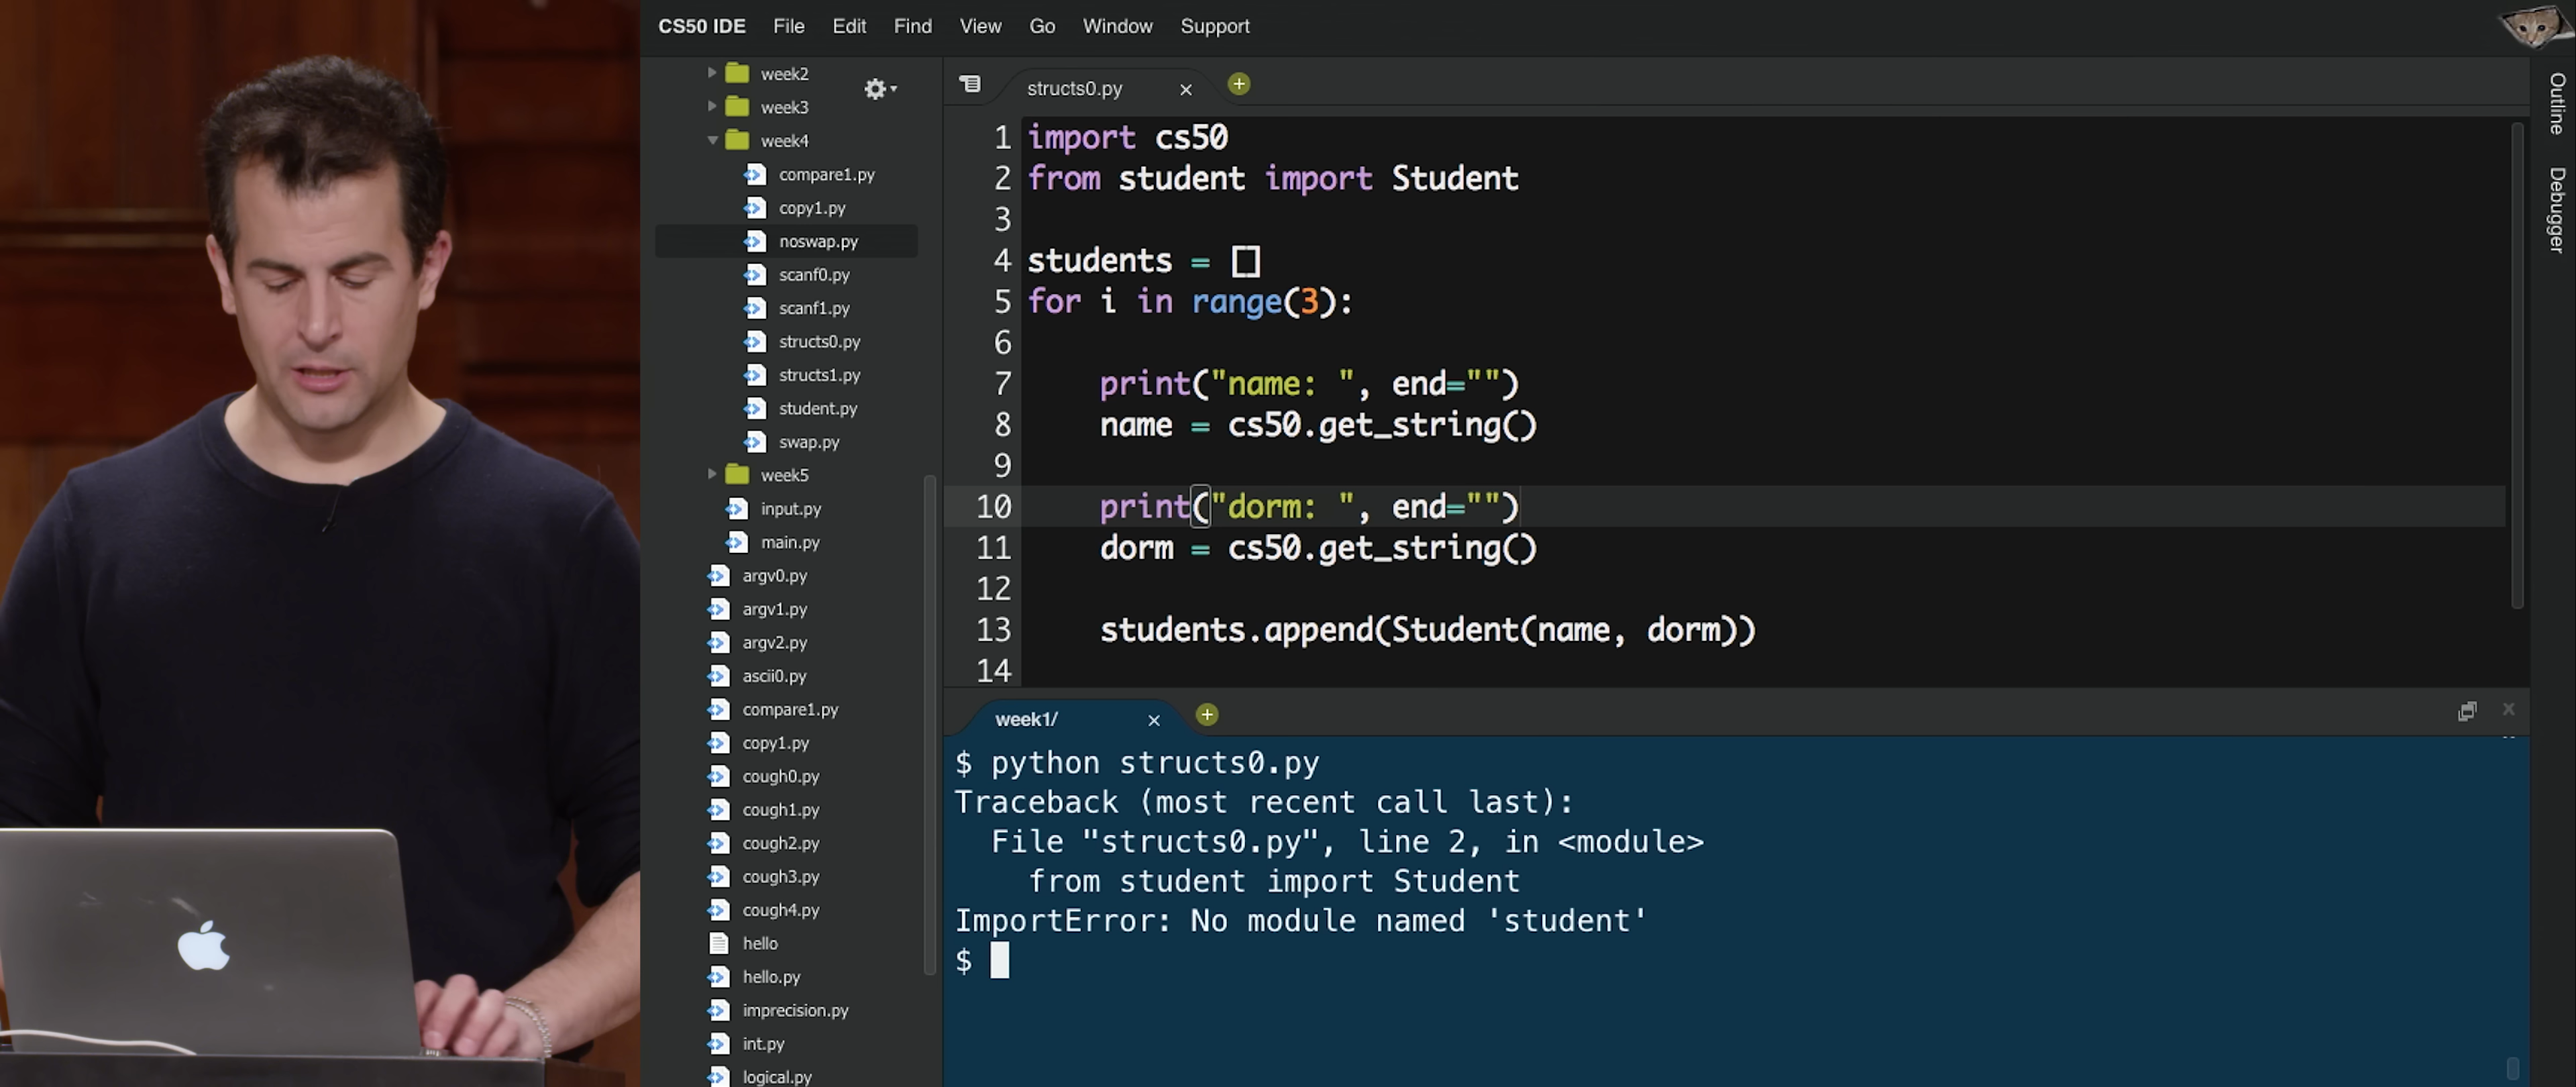 CS50 IDE File Edit Find View Go Window Support
week2
week3
week4
compare1.py
copy1.py
noswap.py
scanf0.py
scanf1.py
structs0.py
structs1.py
student.py
swap.py
week5
input.py
main.py
argv0.py
argv1.py
argv2.py
ascii0.py
compare1.py
copy1.py
cough0.py
cough1.py
cough2.py
cough3.py
cough4.py
hello
hello.py
imprecision.py
int.py
logical.py
structs0.py
1 import cs50
2 from student import Student
3
4 students = []
5 for i in range(3):
6
7 print("name: ", end="")
8 name = cs50.get_string()
9
10 print("dorm: ", end="")
11 dorm = cs50.get_string()
12
13 students.append(Student(name, dorm))
14
week1/
$ python structs0.py
Traceback (most recent call last):
File "structs0.py", line 2, in <module>
from student import Student
ImportError: No module named 'student'
$
Outline
Debugger